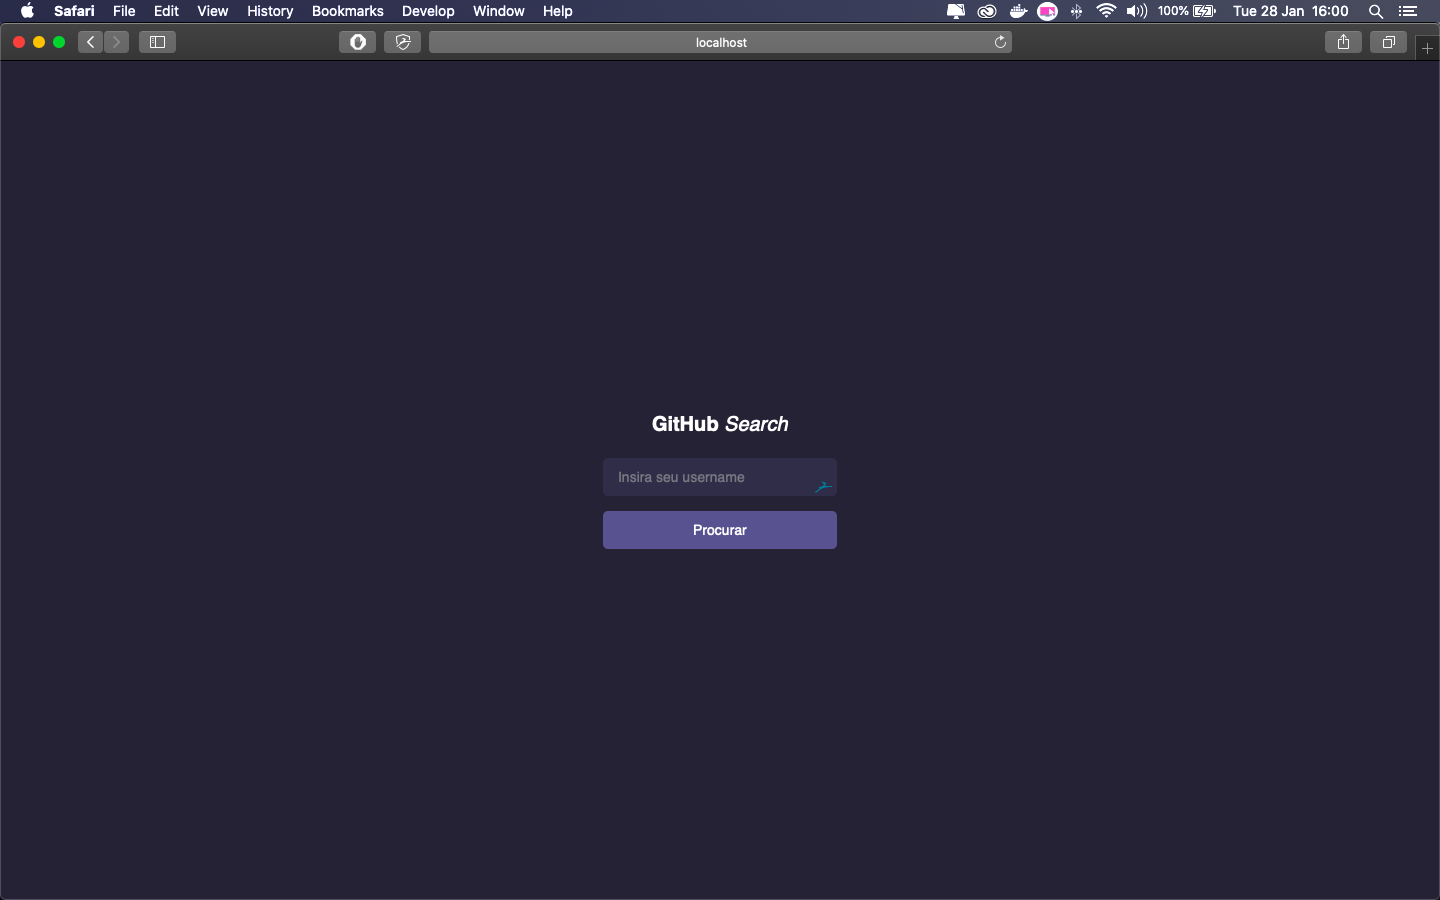 Safari File Edit View History Bookmarks Develop Window Help 100% Tue 28 Jan 16:00
localhost
GitHub Search
Insira seu username
Procurar